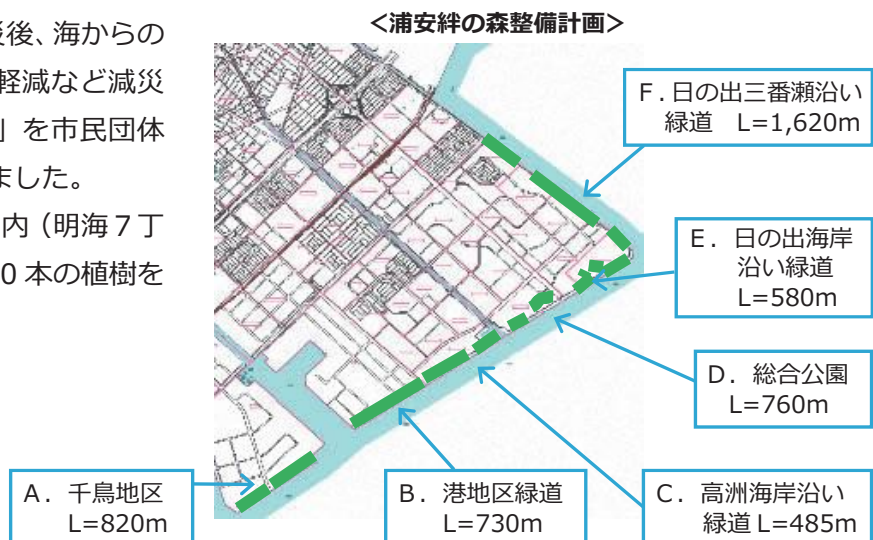 災後、海からの
軽減など減災
」を市民団体
ました。
内（明海７丁
0 本の植樹を
＜浦安絆の森整備計画＞
Ｆ. 日の出三番瀬沿い
緑道　L=1,620m
Ｅ．日の出海岸
沿い緑道
L=580m
Ｄ．総合公園
L=760m
Ａ．千鳥地区
L=820m
Ｂ．港地区緑道
L=730m
Ｃ．高洲海岸沿い
緑道 L=485m